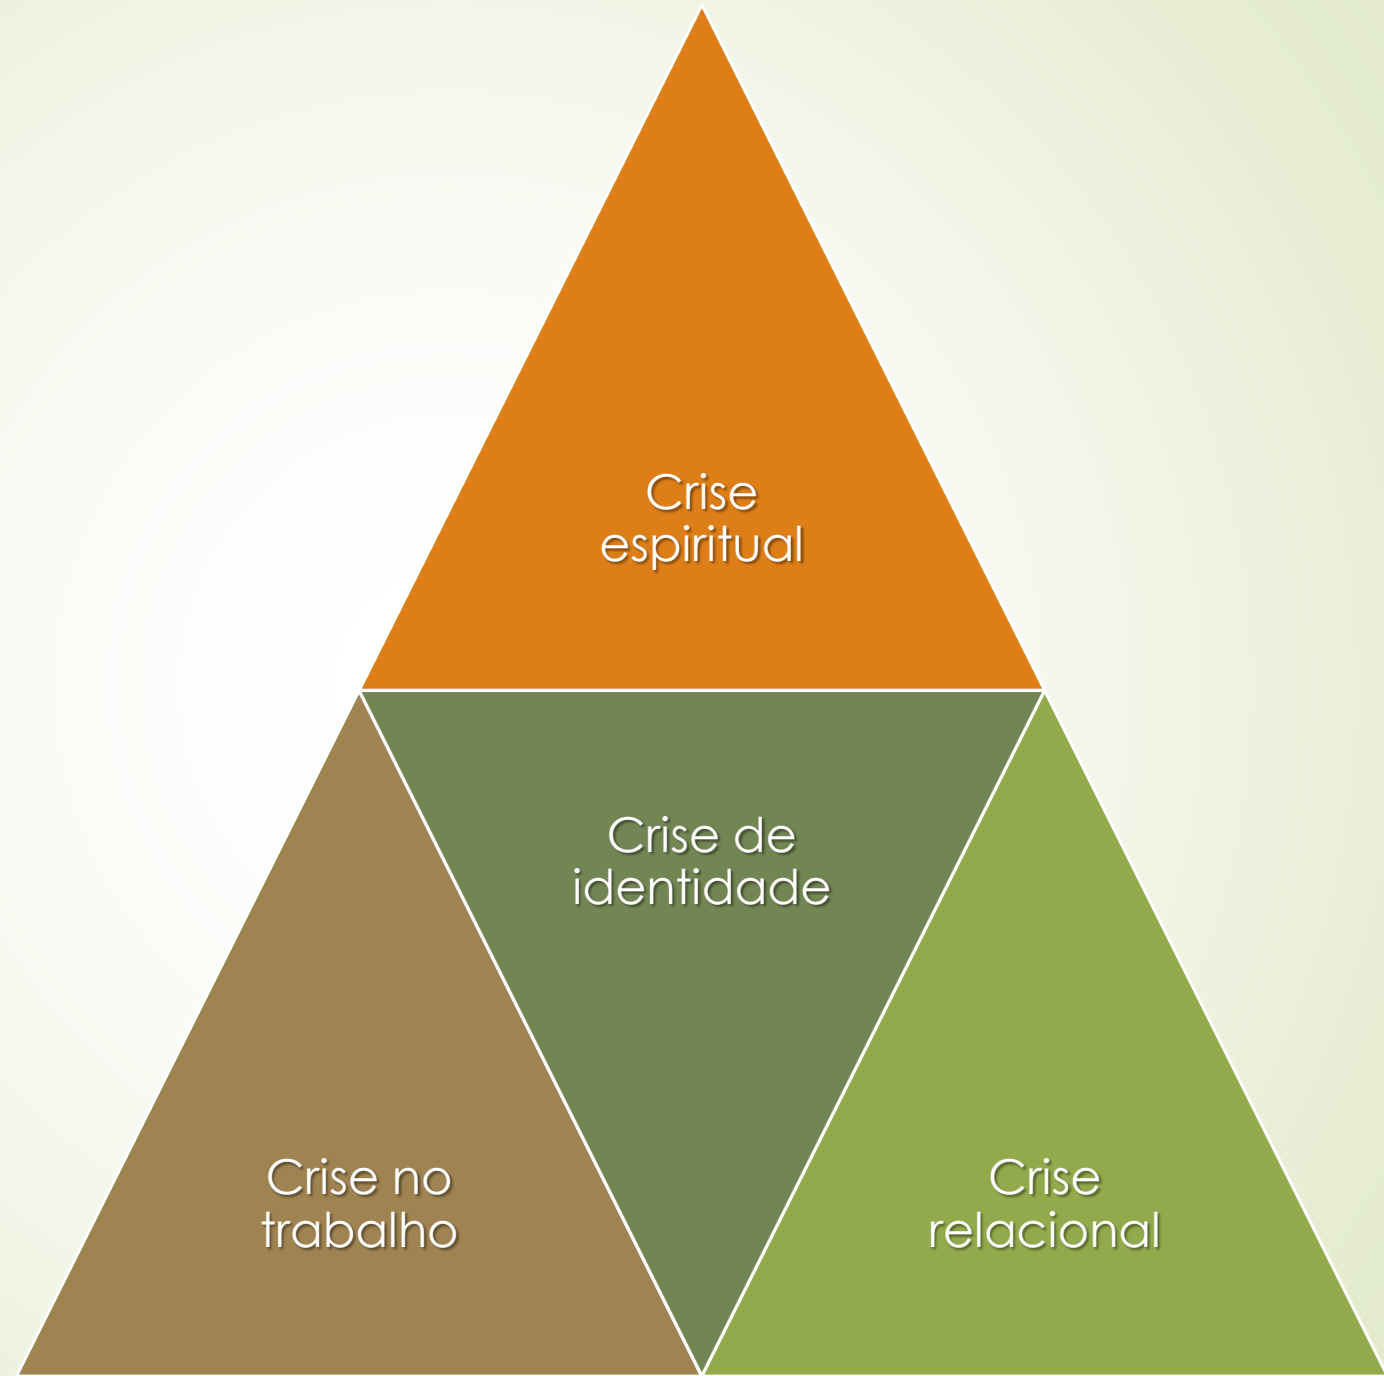 Crise
espiritual
Crise de
identidade
Crise no
trabalho
Crise
relacional